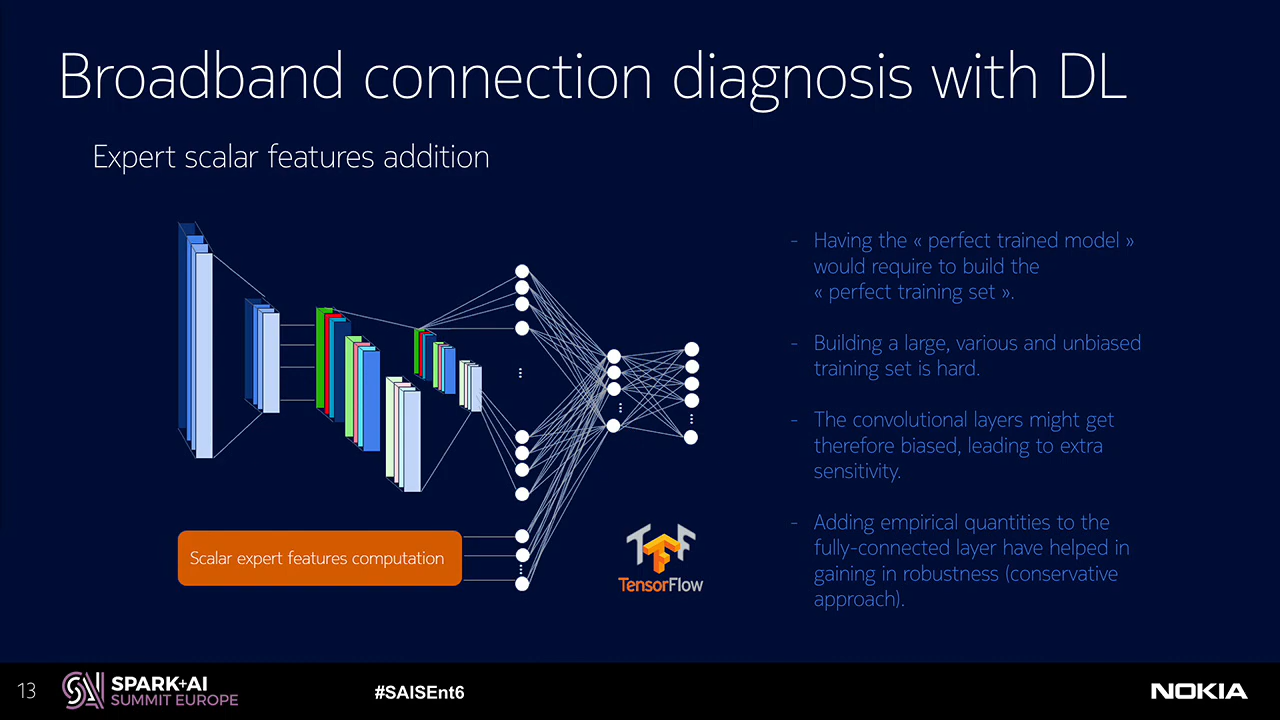 Broadband connection diagnosis with DL
Expert scalar features addition
- Having the « perfect trained model »
would require to build the
« perfect training set ».
- Building a large, various and unbiased
training set is hard.
- The convolutional layers might get
therefore biased, leading to extra
sensitivity.
- Adding empirical quantities to the
fully-connected layer have helped in
gaining in robustness (conservative
approach).
Scalar expert features computation
TensorFlow
13
SPARK+AI
SUMMIT EUROPE
#SAISEnt6
NOKIA